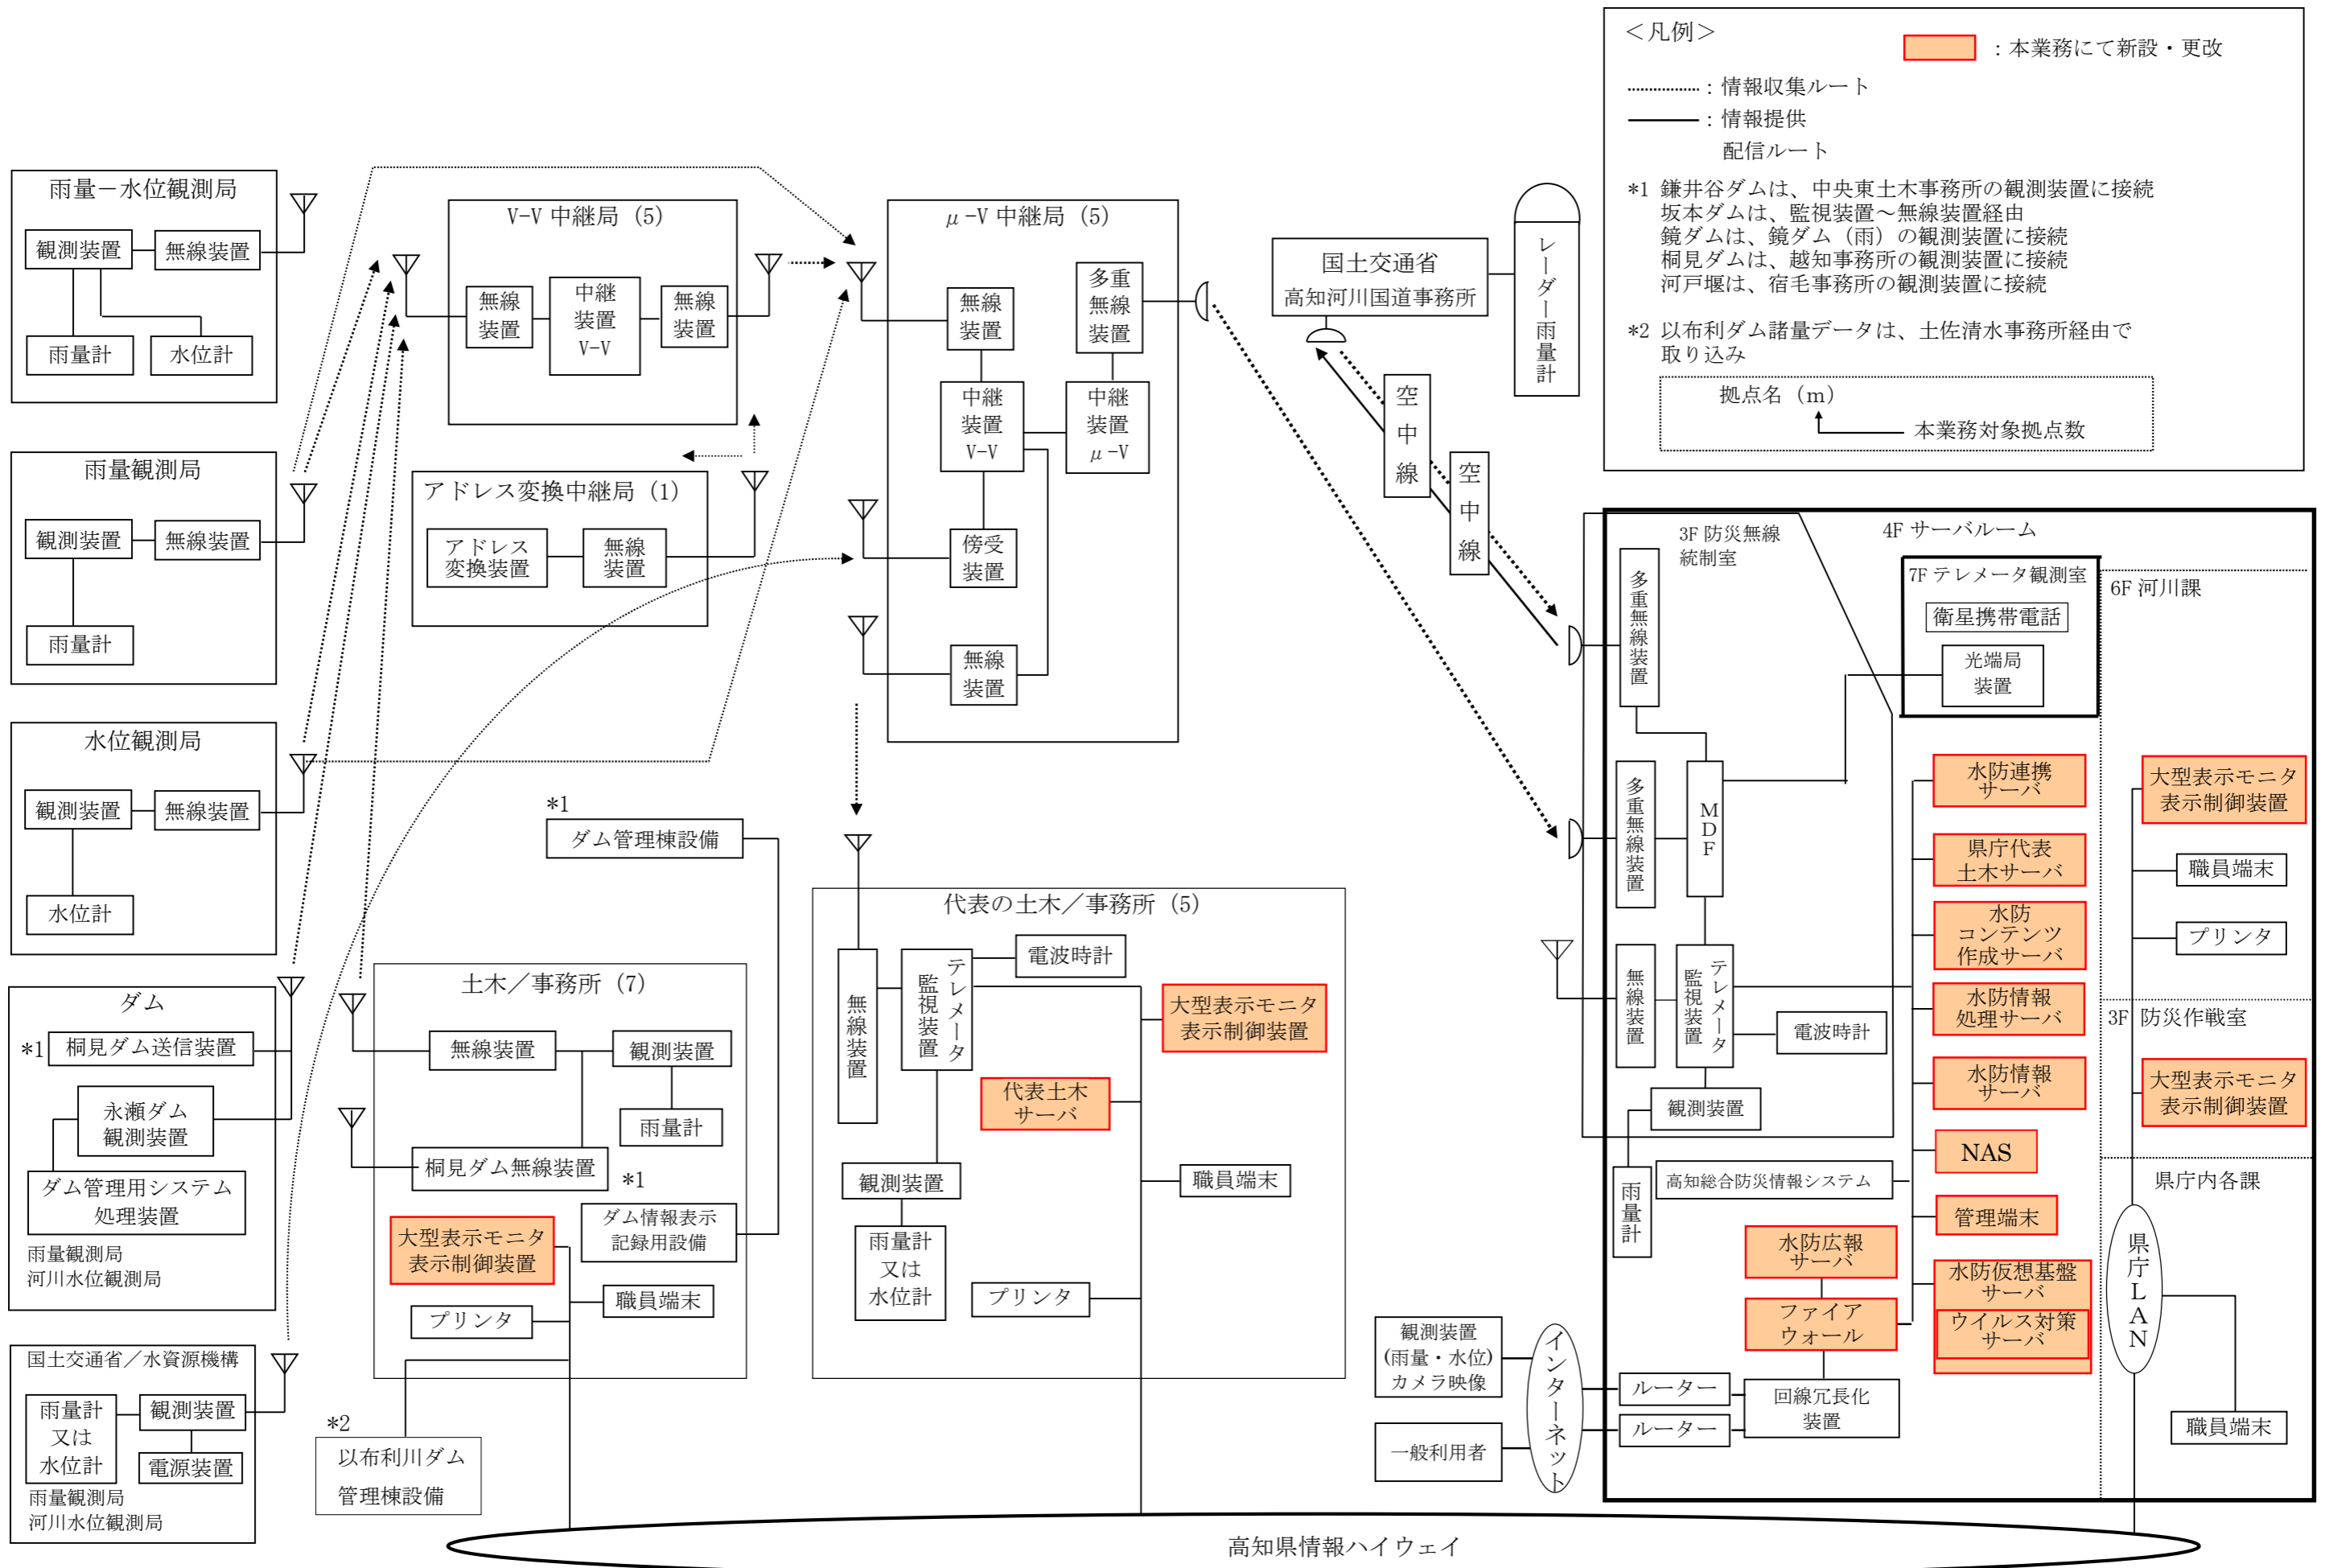 ＜凡例＞
：本業務にて新設・更改
：情報収集ルート
：情報提供
配信ルート
*1 鎌井谷ダムは、中央東土木事務所の観測装置に接続
坂本ダムは、監視装置～無線装置経由
鏡ダムは、鏡ダム（雨）の観測装置に接続
桐見ダムは、越知事務所の観測装置に接続
河戸堰は、宿毛事務所の観測装置に接続
*2 以布利ダム諸量データは、土佐清水事務所経由で
取り込み
拠点名（m）
本業務対象拠点数
雨量－水位観測局
観測装置
無線装置
雨量計
水位計
雨量観測局
観測装置
無線装置
雨量計
水位観測局
観測装置
無線装置
水位計
ダム
*1
桐見ダム送信装置
永瀬ダム
観測装置
ダム管理用システム
処理装置
雨量観測局
河川水位観測局
国土交通省／水資源機構
雨量計
又は
水位計
観測装置
電源装置
雨量観測局
河川水位観測局
V-V 中継局（5）
無線
装置
中継
装置
V-V
無線
装置
アドレス変換中継局（1）
アドレス
変換装置
無線
装置
μ-V 中継局（5）
無線
装置
多重
無線
装置
中継
装置
V-V
中継
装置
μ-V
傍受
装置
無線
装置
国土交通省
高知河川国道事務所
レーダー雨量計
空中線
空中線
*1
ダム管理棟設備
土木／事務所（7）
無線装置
観測装置
雨量計
桐見ダム無線装置
*1
ダム情報表示
記録用設備
大型表示モニタ
表示制御装置
職員端末
プリンタ
*2
以布利川ダム
管理棟設備
代表の土木／事務所（5）
無線装置
テレメータ
監視装置
電波時計
大型表示モニタ
表示制御装置
代表土木
サーバ
観測装置
職員端末
雨量計
又は
水位計
プリンタ
3F 防災無線
統制室
多重無線装置
多重無線装置
MDF
無線装置
テレメータ
監視装置
電波時計
観測装置
雨量計
高知総合防災情報システム
4F サーバルーム
7F テレメータ観測室
衛星携帯電話
光端局
装置
水防連携
サーバ
県庁代表
土木サーバ
水防
コンテンツ
作成サーバ
水防情報
処理サーバ
水防情報
サーバ
NAS
管理端末
水防広報
サーバ
水防仮想基盤
サーバ
ウイルス対策
サーバ
ファイア
ウォール
回線冗長化
装置
ルーター
ルーター
インターネット
観測装置
(雨量・水位)
カメラ映像
一般利用者
6F 河川課
大型表示モニタ
表示制御装置
職員端末
プリンタ
3F 防災作戦室
大型表示モニタ
表示制御装置
県庁内各課
県庁LAN
職員端末
高知県情報ハイウェイ